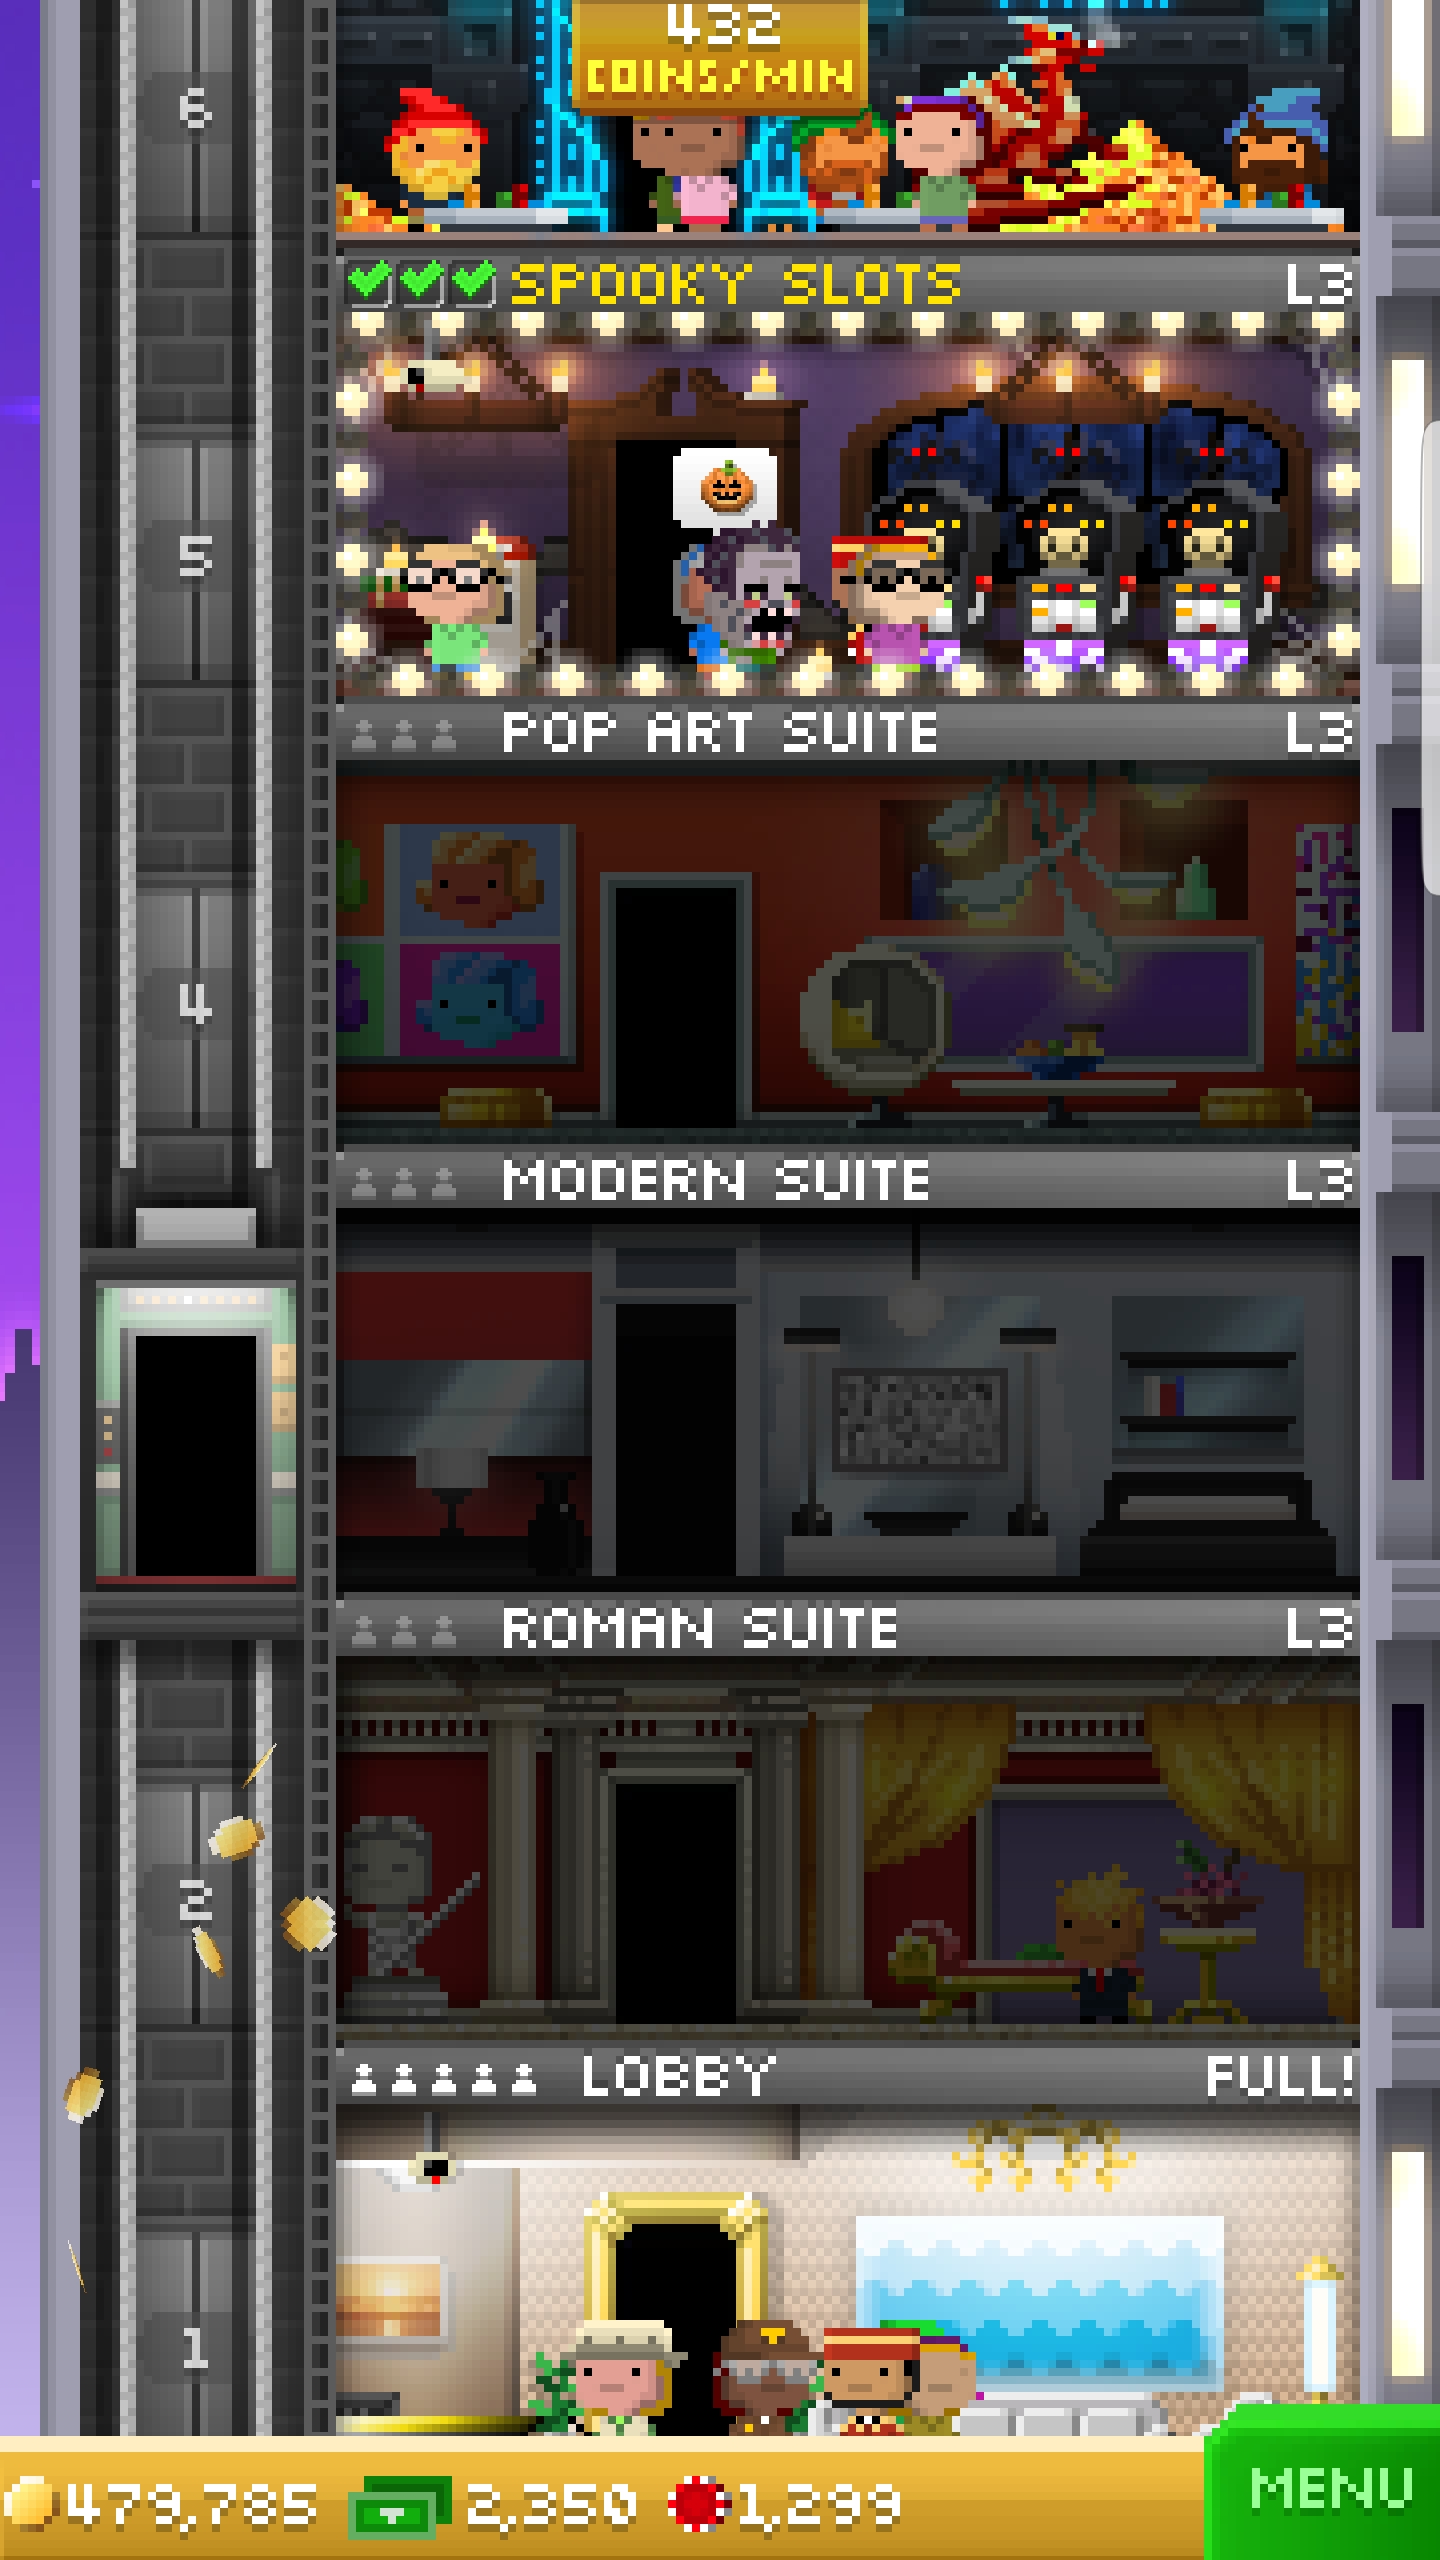 432
COINS/MIN
6
SPOOKY SLOTS L3
5
POP ART SUITE L3
4
MODERN SUITE L3
ROMAN SUITE L3
2
LOBBY FULL!
1
479,785 2,350 1,299 MENU